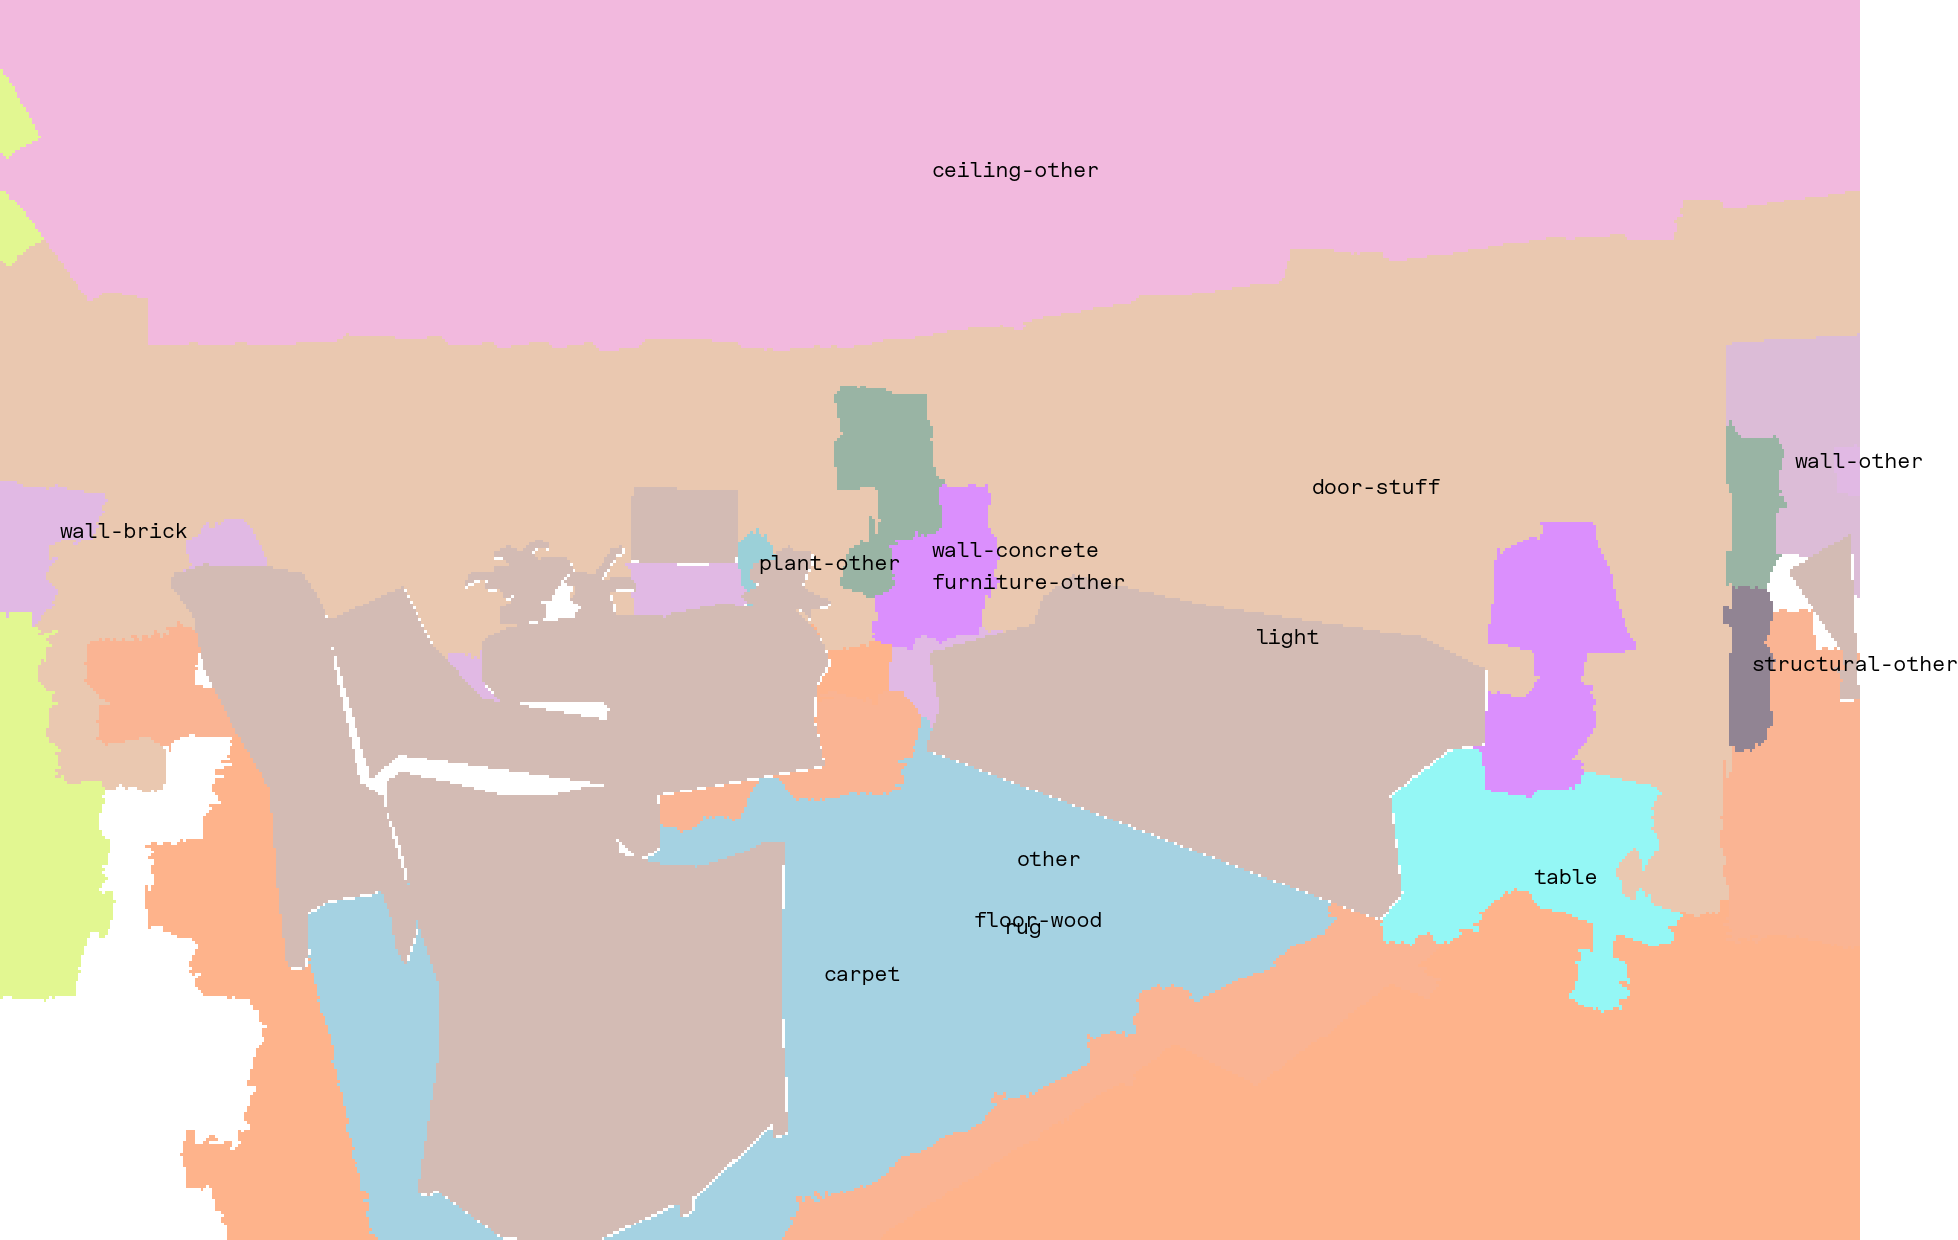 ceiling-other
wall-other
door-stuff
wall-brick
wall-concrete
plant-other
furniture-other
light
structural-other
other
table
floor-wood
rug
carpet